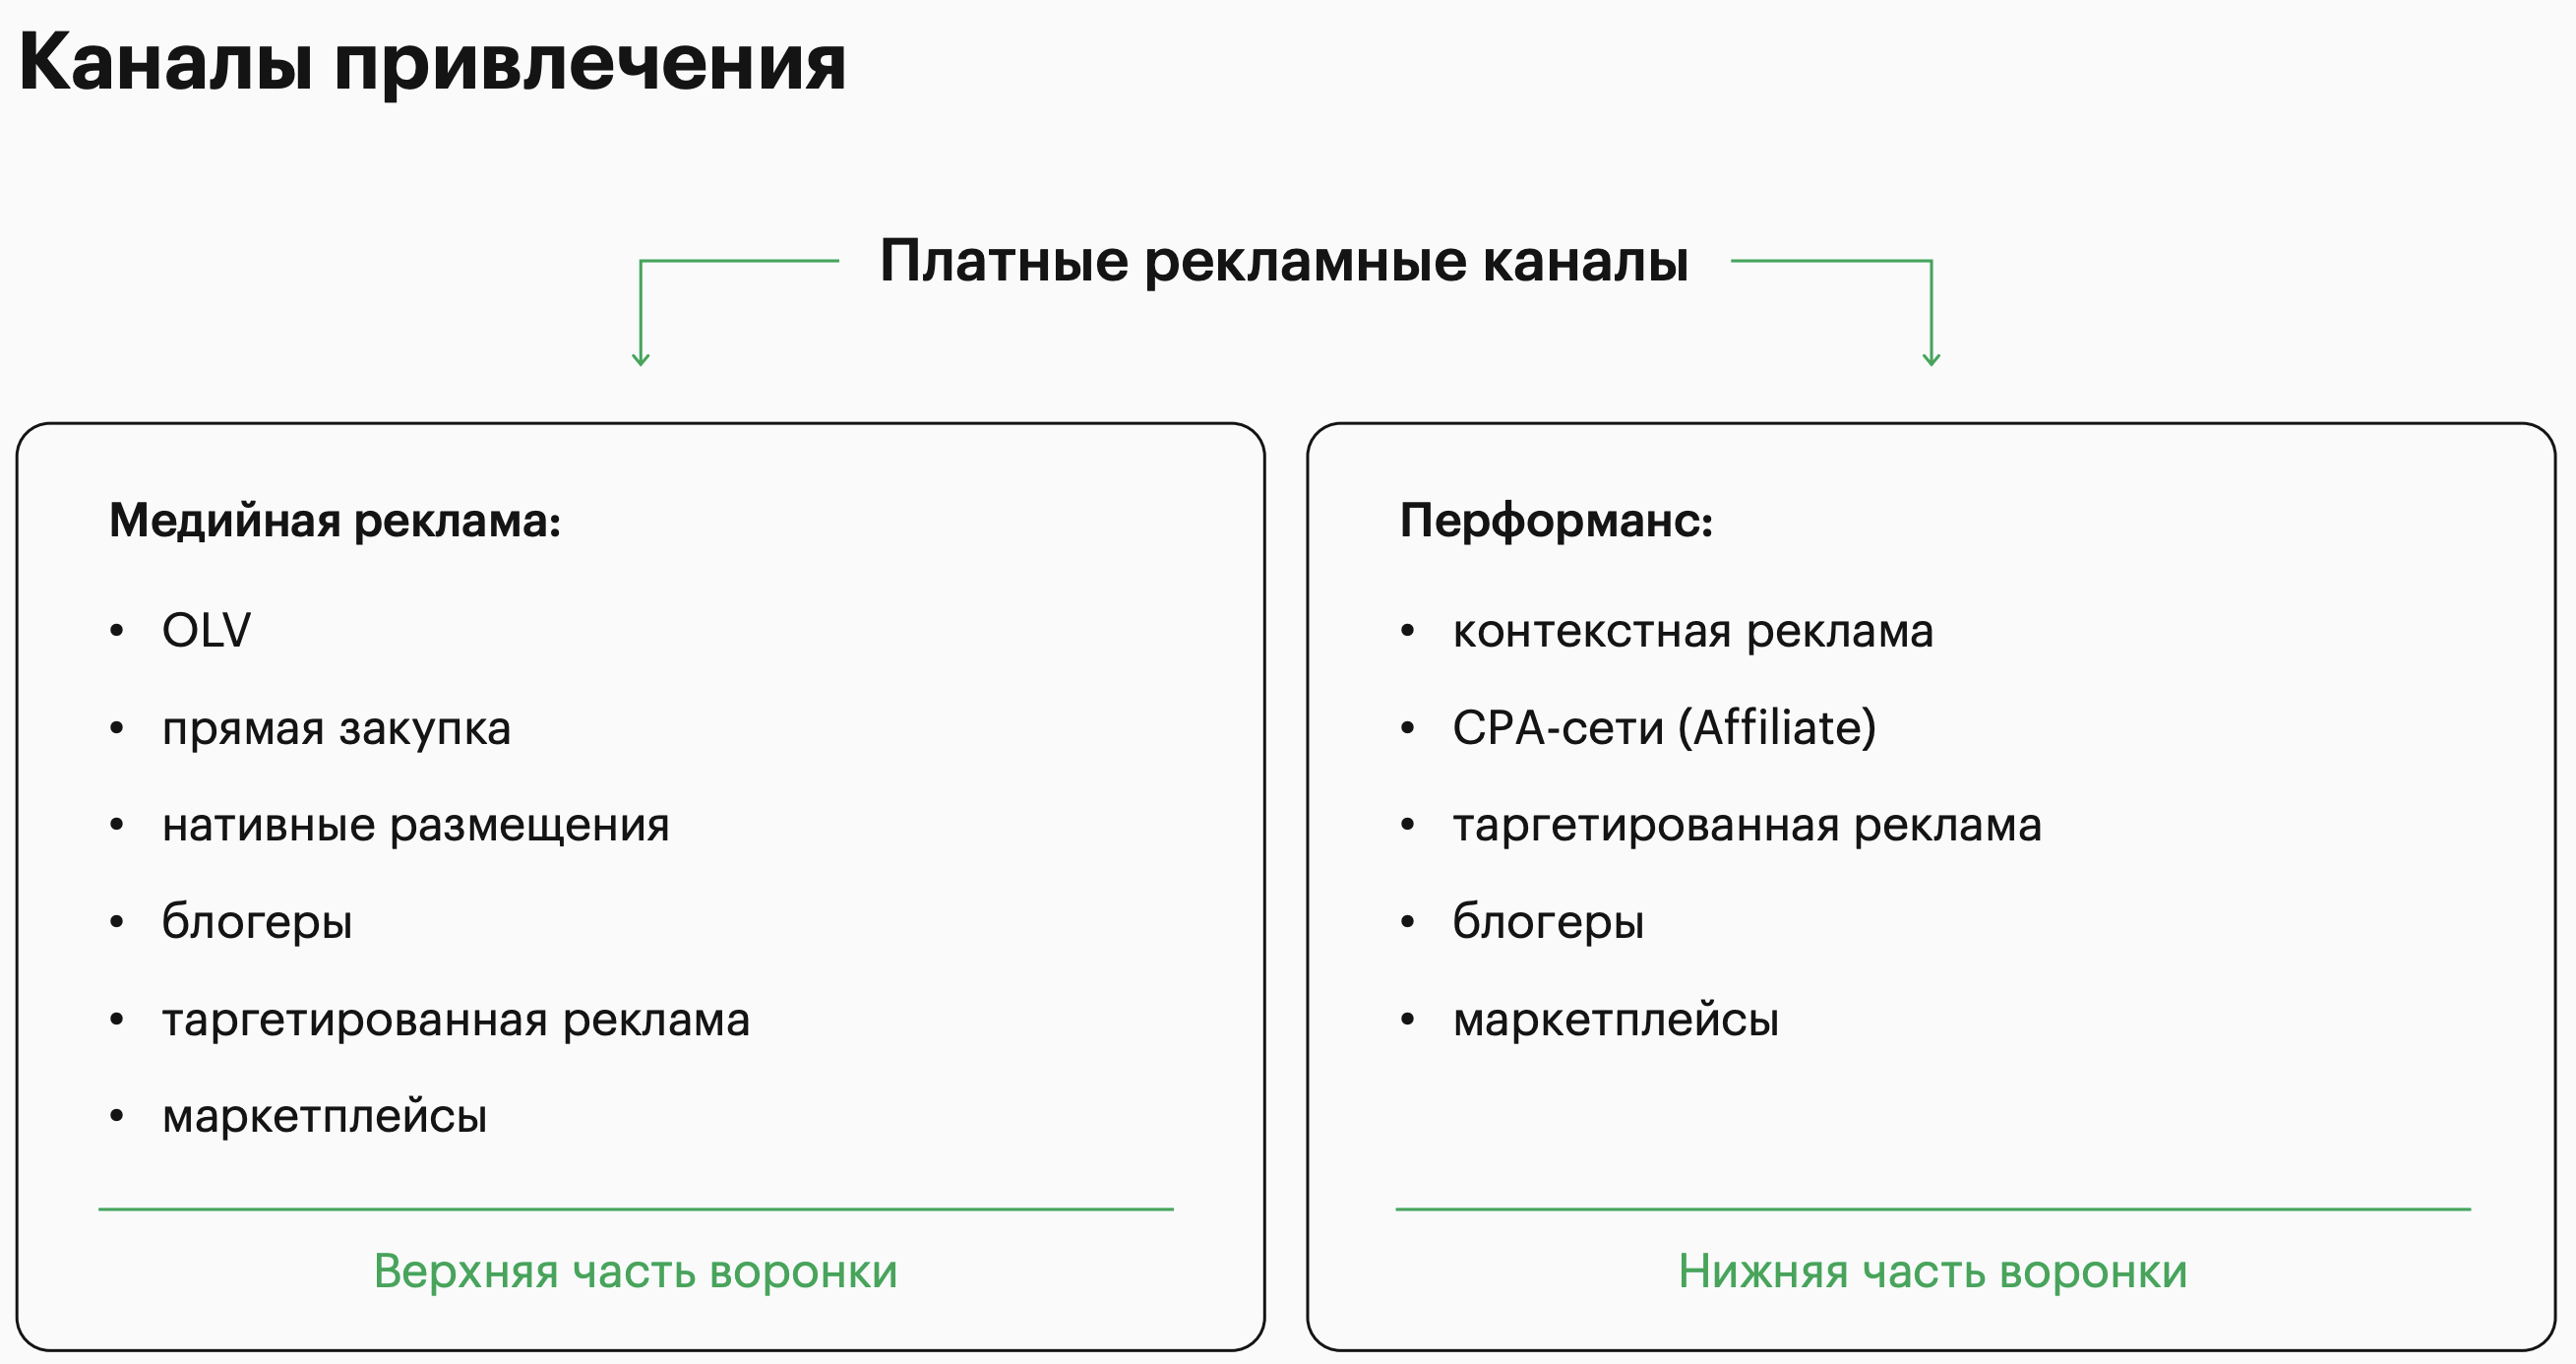 Каналы привлечения
Платные рекламные каналы
Медийная реклама:
• OLV
• прямая закупка
• нативные размещения
• блогеры
• таргетированная реклама
• маркетплейсы
Верхняя часть воронки
Перформанс:
• контекстная реклама
• CPA-сети (Affiliate)
• таргетированная реклама
• блогеры
• маркетплейсы
Нижняя часть воронки